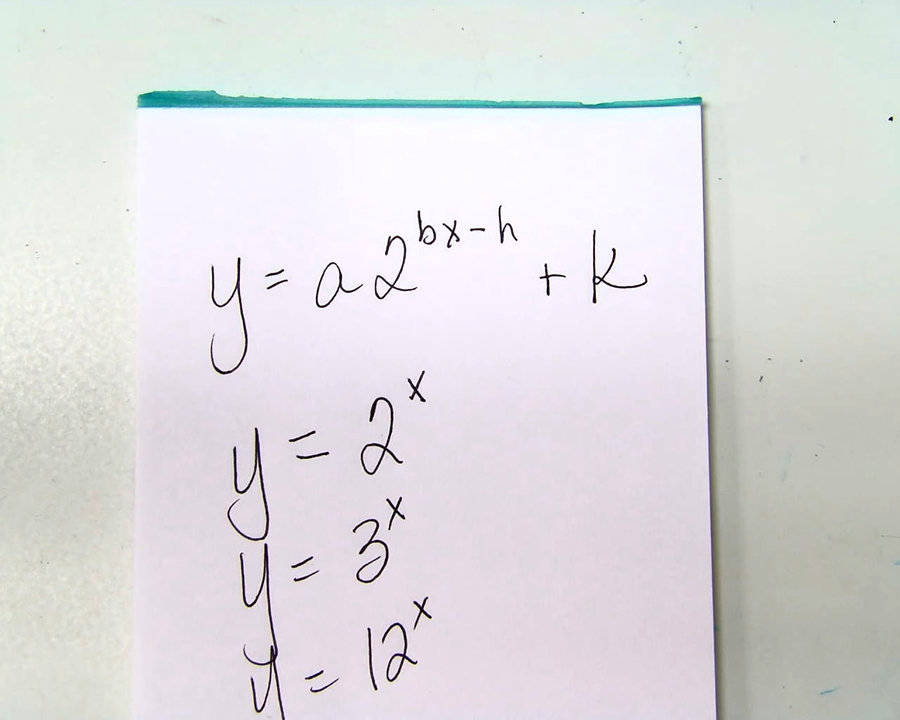 y = a2^{bx-h} + k
y = 2^x
y = 3^x
y = 12^x